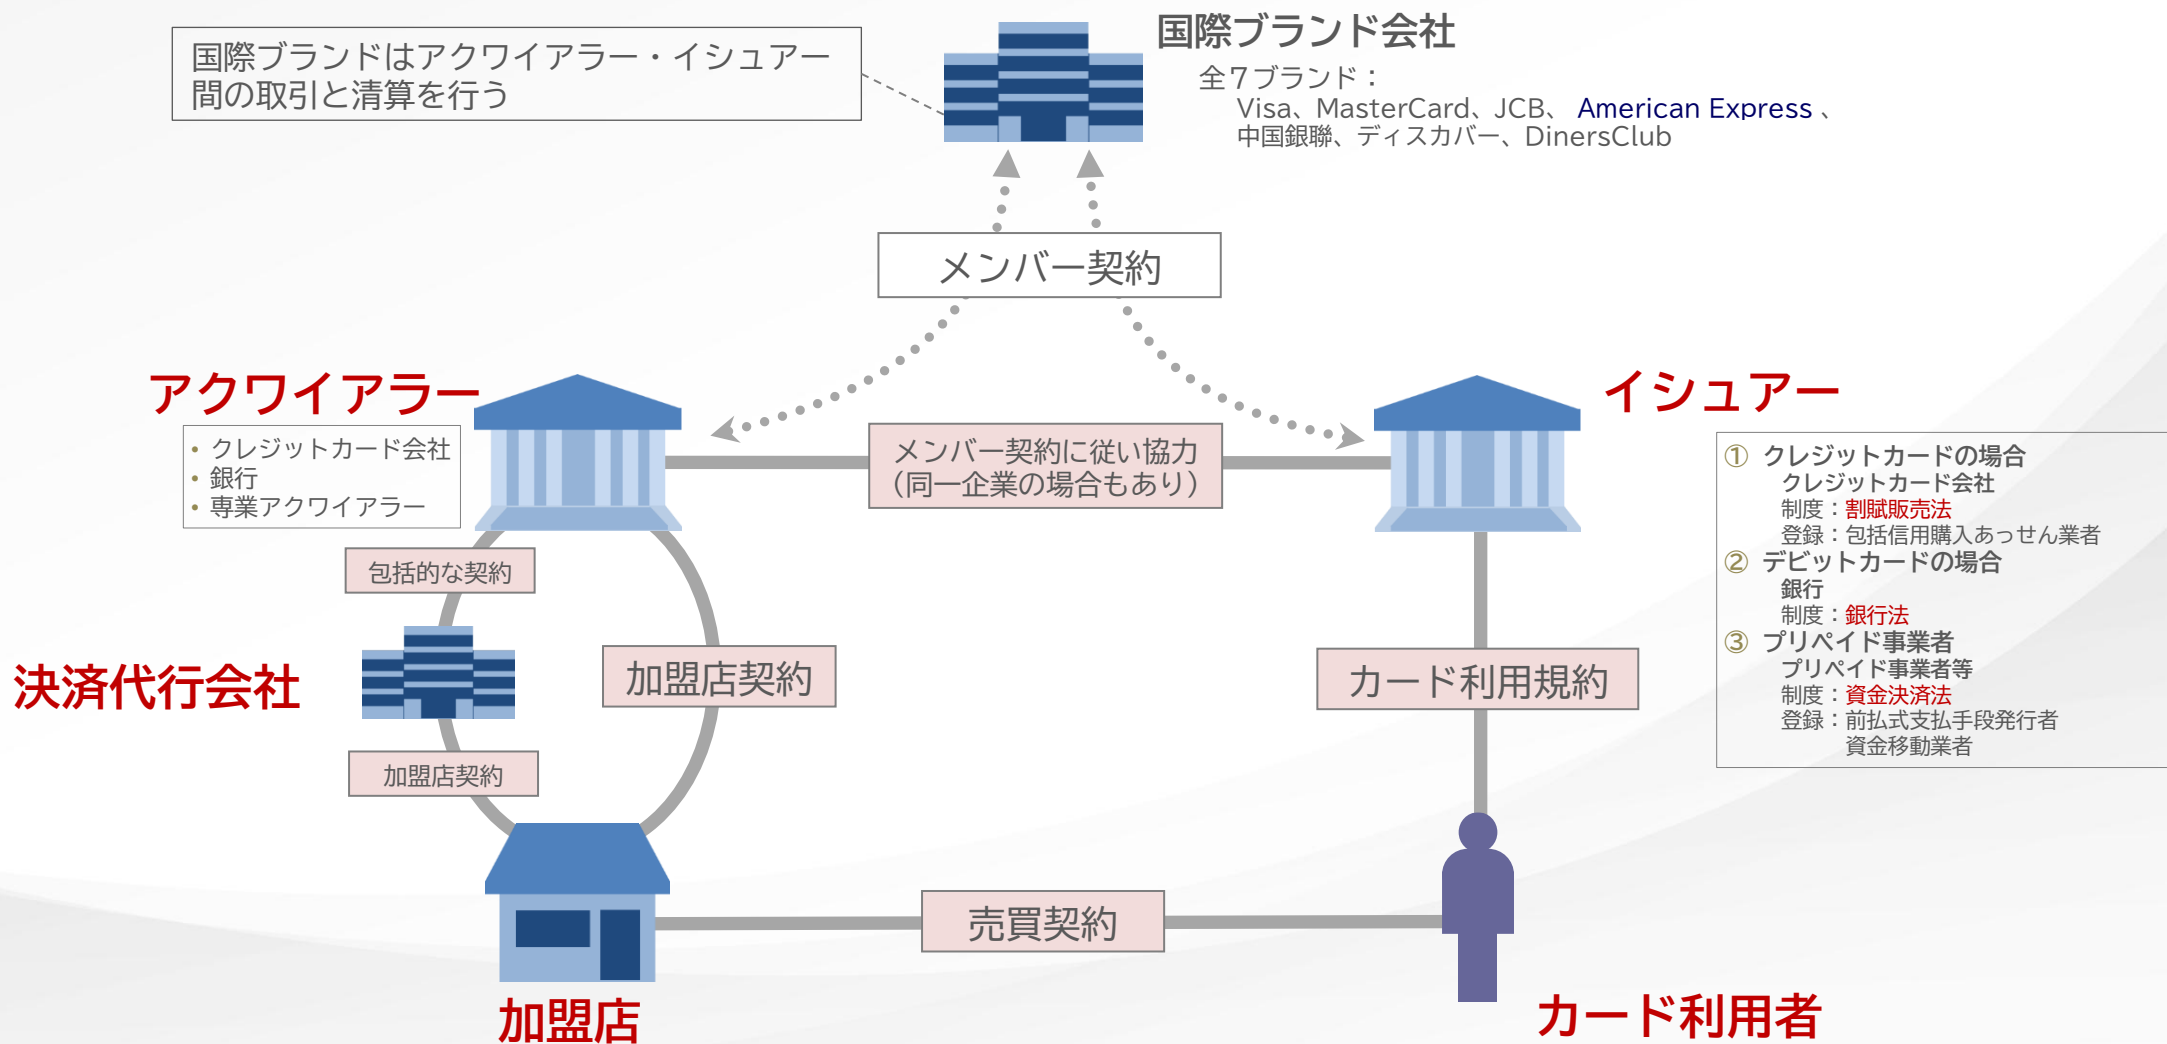 国際ブランド会社
国際ブランドはアクワイアラー・イシュアー
間の取引と清算を行う
全７ブランド：
Visa、MasterCard、JCB、 American Express 、
中国銀聯、ディスカバー、DinersClub
メンバー契約
アクワイアラー
• クレジットカード会社
• 銀行
• 専業アクワイアラー
メンバー契約に従い協力
（同一企業の場合もあり）
イシュアー
① クレジットカードの場合
クレジットカード会社
制度：割賦販売法
登録：包括信用購入あっせん業者
② デビットカードの場合
銀行
制度：銀行法
③ プリペイド事業者
プリペイド事業者等
制度：資金決済法
登録：前払式支払手段発行者
資金移動業者
包括的な契約
決済代行会社
加盟店契約
加盟店契約
カード利用規約
売買契約
加盟店
カード利用者